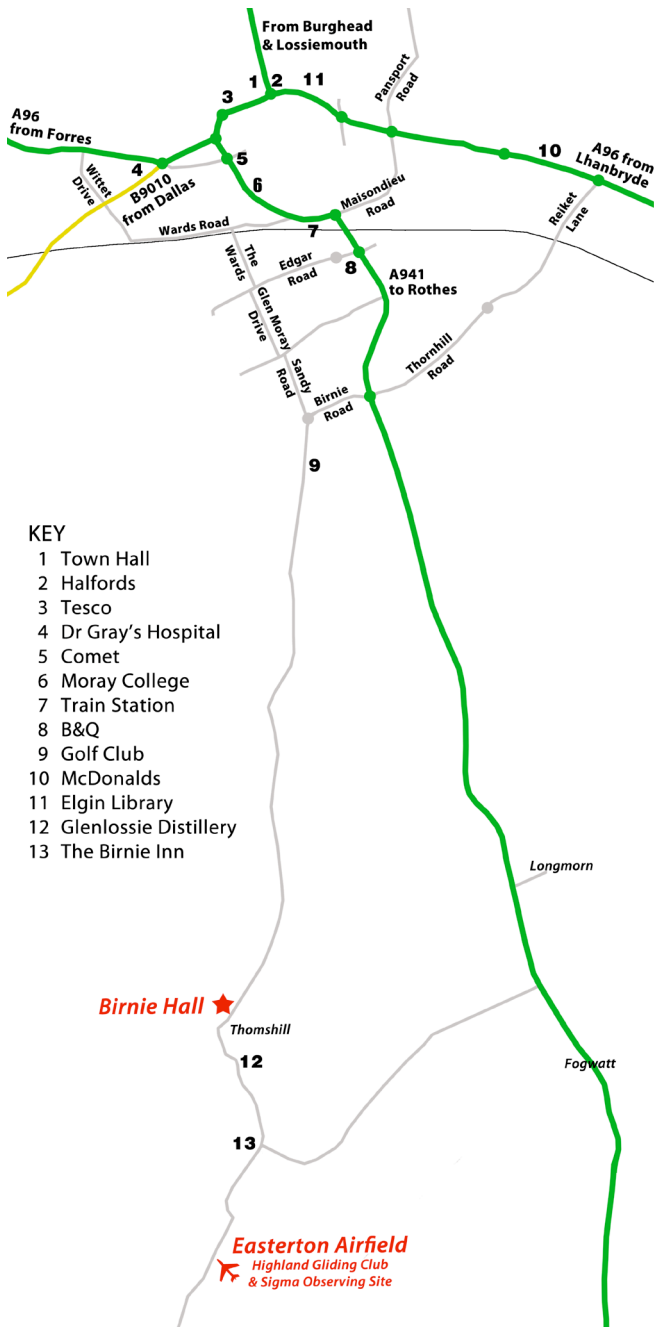 From Burghead
& Lossiemouth
1 2 11
3
Pansport
Road
A96
from Forres
10
A96 from
Lhanbryde
4
5
Wittet
Drive
B9010
from Dallas
6
Maisondieu
Road
Reiket
Lane
Wards Road
7
The
Wards
Edgar
Road
8
A941
to Rothes
Glen Moray
Drive
Sandy
Road
Thornhill
Road
Birnie
Road
9
KEY
1 Town Hall
2 Halfords
3 Tesco
4 Dr Gray's Hospital
5 Comet
6 Moray College
7 Train Station
8 B&Q
9 Golf Club
10 McDonalds
11 Elgin Library
12 Glenlossie Distillery
13 The Birnie Inn
Longmorn
Birnie Hall
Thomshill
12
Fogwatt
13
Easterton Airfield
Highland Gliding Club
& Sigma Observing Site